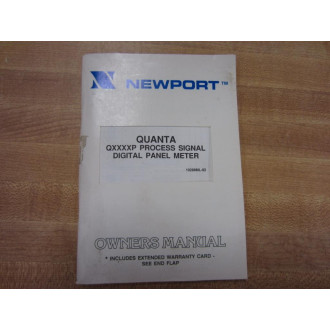 NEWPORT™
QUANTA
QXXXXP PROCESS SIGNAL
DIGITAL PANEL METER
OWNERS MANUAL
* INCLUDES EXTENDED WARRANTY CARD -
SEE END FLAP